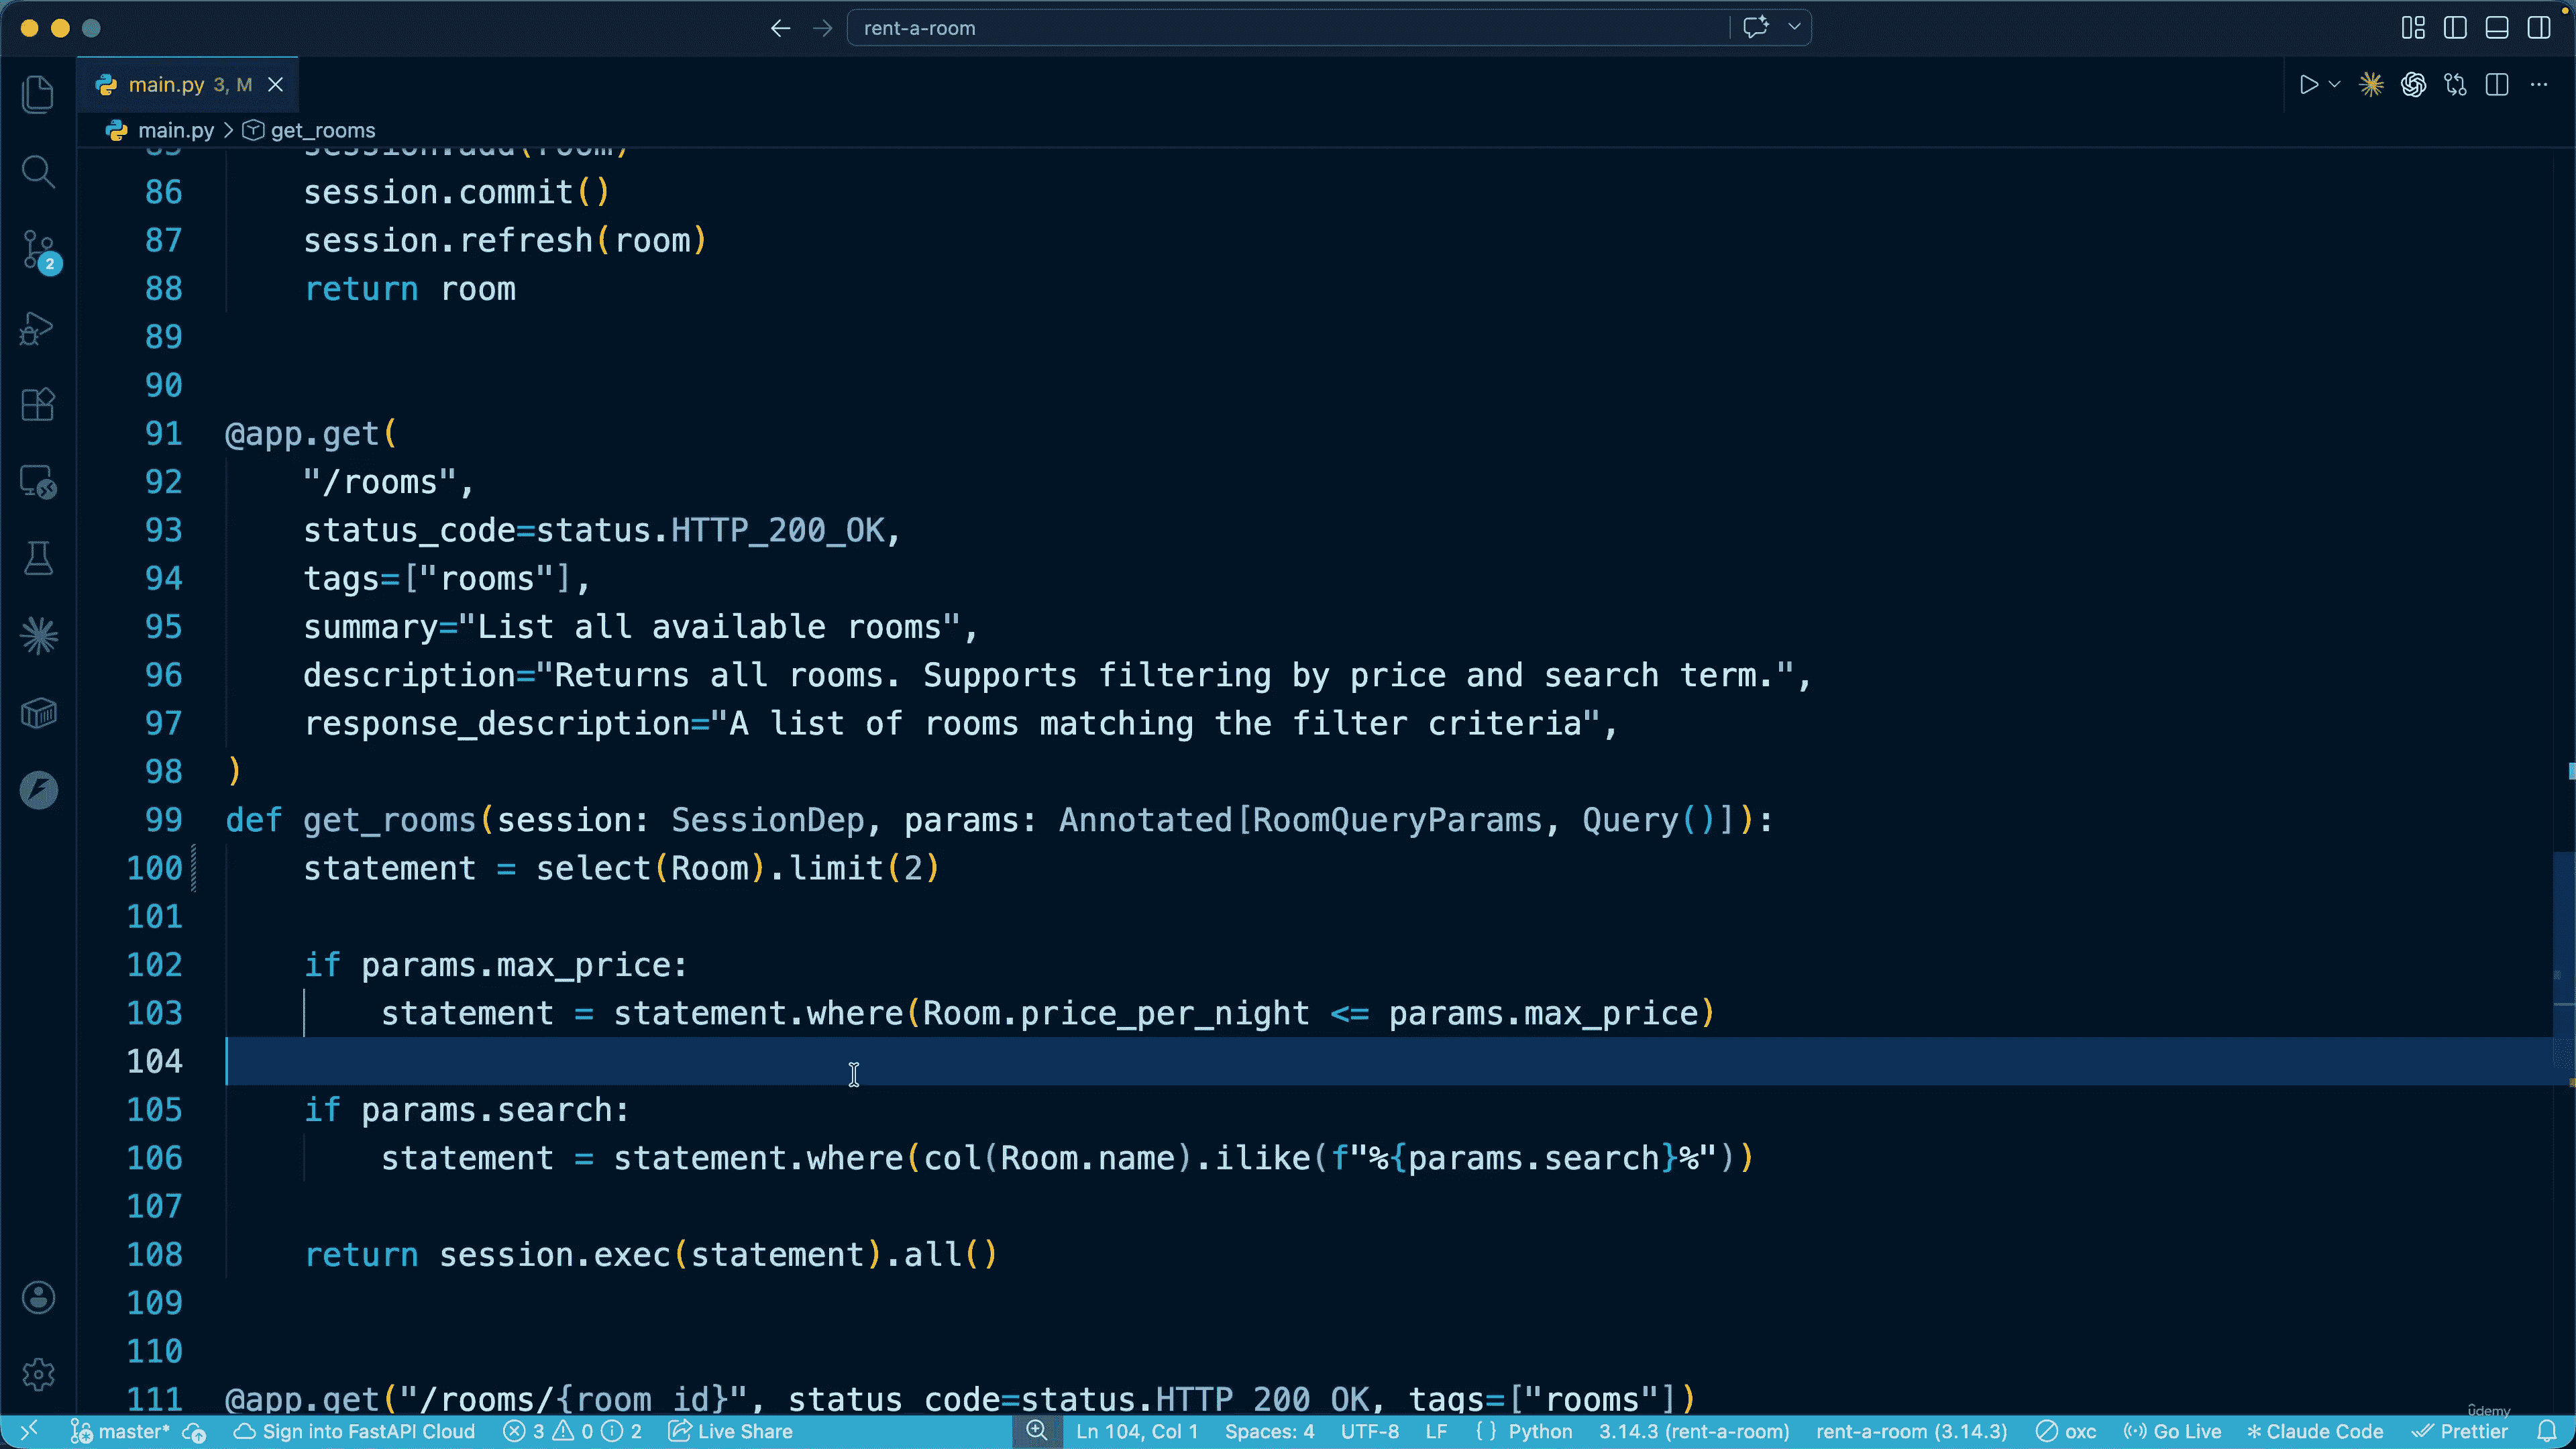 rent-a-room
main.py 3, M
main.py > get_rooms
85 session.add(room)
86 session.commit()
87 session.refresh(room)
88 return room
89
90
91 @app.get(
92 "/rooms",
93 status_code=status.HTTP_200_OK,
94 tags=["rooms"],
95 summary="List all available rooms",
96 description="Returns all rooms. Supports filtering by price and search term.",
97 response_description="A list of rooms matching the filter criteria",
98 )
99 def get_rooms(session: SessionDep, params: Annotated[RoomQueryParams, Query()]):
100 statement = select(Room).limit(2)
101
102 if params.max_price:
103 statement = statement.where(Room.price_per_night <= params.max_price)
104
105 if params.search:
106 statement = statement.where(col(Room.name).ilike(f"%{params.search}%"))
107
108 return session.exec(statement).all()
109
110
111 @app.get("/rooms/{room_id}", status_code=status.HTTP_200_OK, tags=["rooms"])
2
udemy
master* Sign into FastAPI Cloud 3 0 2 Live Share Ln 104, Col 1 Spaces: 4 UTF-8 LF { } Python 3.14.3 (rent-a-room) rent-a-room (3.14.3) oxc Go Live Claude Code Prettier